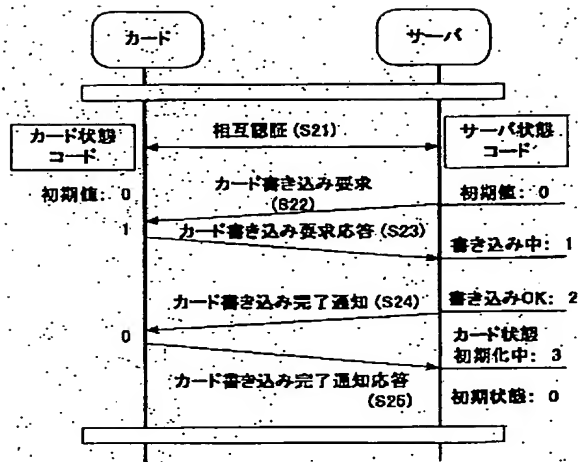 カード
サーバ
相互認証 (S21)
カード状態
コード
サーバ状態
コード
カード書き込み要求
(S22)
初期値: 0
初期値: 0
1
カード書き込み要求応答 (S23)
書き込み中: 1
カード書き込み完了通知 (S24)
書き込みOK: 2
0
カード状態
初期化中: 3
カード書き込み完了通知応答
(S25)
初期状態: 0